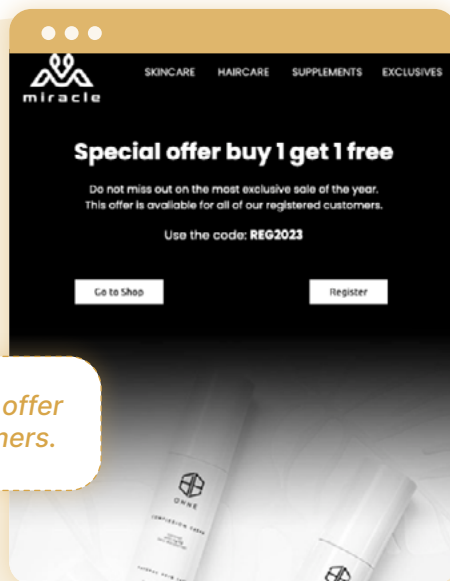 miracle
SKINCARE HAIRCARE SUPPLEMENTS EXCLUSIVES
Special offer buy 1 get 1 free
Do not miss out on the most exclusive sale of the year.
This offer is available for all of our registered customers.
Use the code: REG2023
Go to Shop
Register
offer
mers.
OHNE